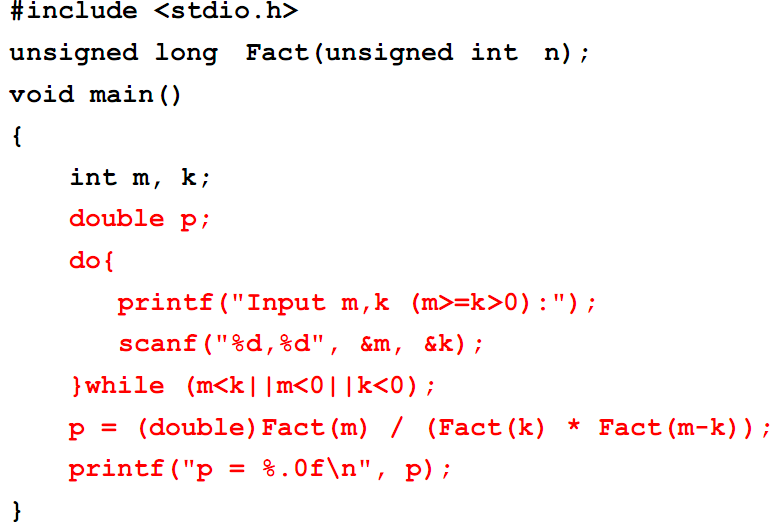 #include <stdio.h>
unsigned long Fact(unsigned int n);
void main()
{
int m, k;
double p;
do{
printf("Input m,k (m>=k>0):");
scanf("%d,%d", &m, &k);
}while (m<k||m<0||k<0);
p = (double)Fact(m) / (Fact(k) * Fact(m-k));
printf("p = %.0f\n", p);
}